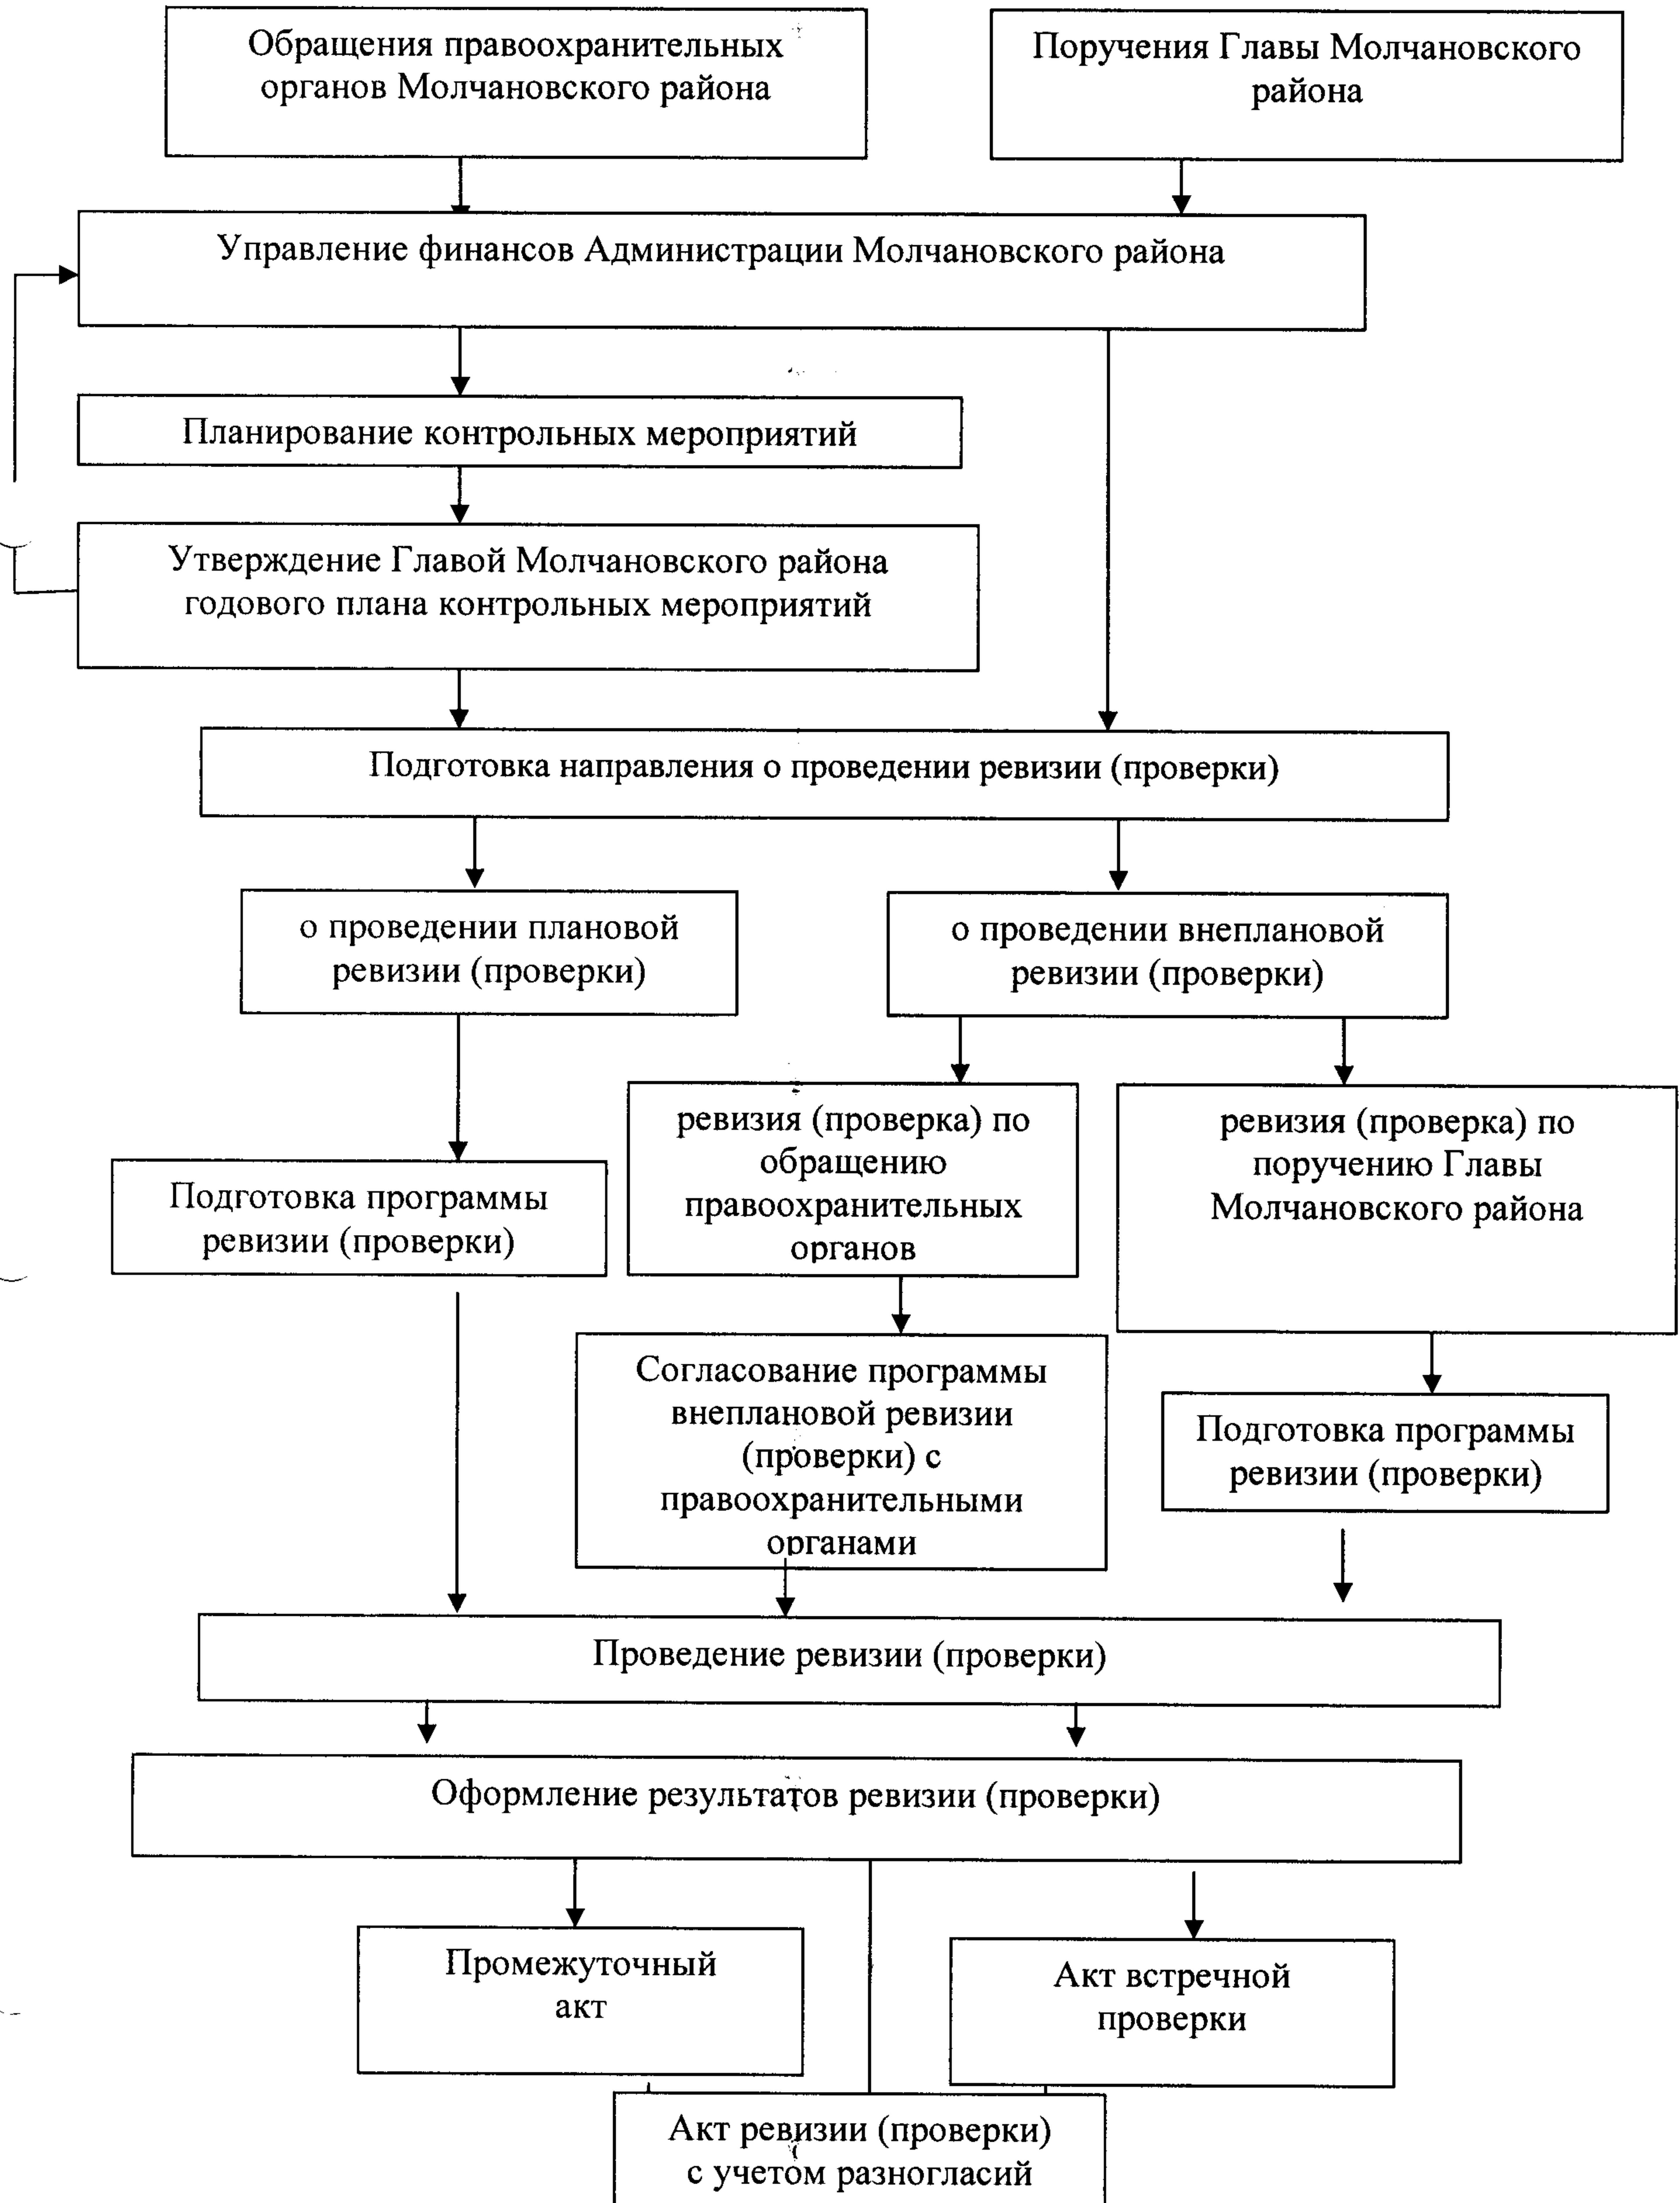 Обращения правоохранительных
органов Молчановского района
Поручения Главы Молчановского
района
Управление финансов Администрации Молчановского района
Планирование контрольных мероприятий
Утверждение Главой Молчановского района
годового плана контрольных мероприятий
Подготовка направления о проведении ревизии (проверки)
о проведении плановой
ревизии (проверки)
о проведении внеплановой
ревизии (проверки)
ревизия (проверка) по
обращению
правоохранительных
органов
ревизия (проверка) по
поручению Главы
Молчановского района
Подготовка программы
ревизии (проверки)
Согласование программы
внеплановой ревизии
(проверки) с
правоохранительными
органами
Подготовка программы
ревизии (проверки)
Проведение ревизии (проверки)
Оформление результатов ревизии (проверки)
Промежуточный
акт
Акт встречной
проверки
Акт ревизии (проверки)
с учетом разногласий